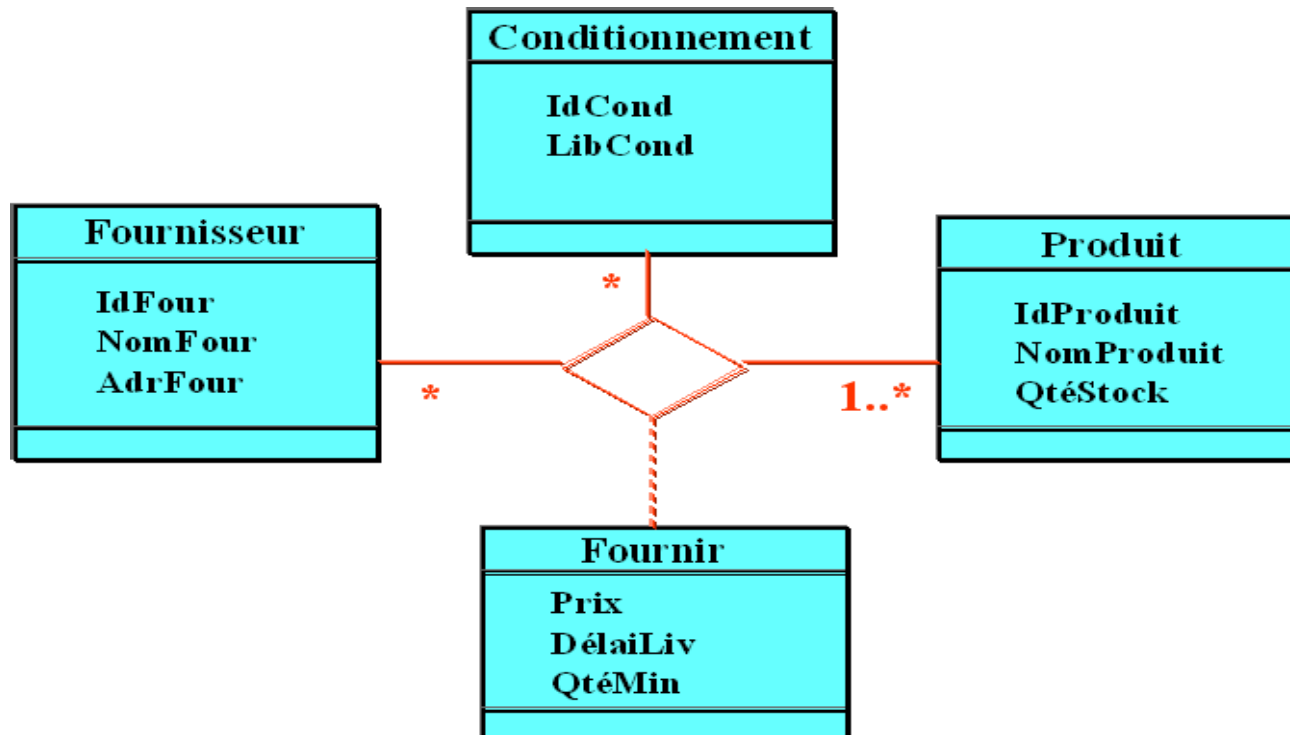 Conditionnement
IdCond
LibCond
Fournisseur
IdFour
NomFour
AdrFour
*
*
1..*
Produit
IdProduit
NomProduit
QtéStock
Fournir
Prix
DélaiLiv
QtéMin